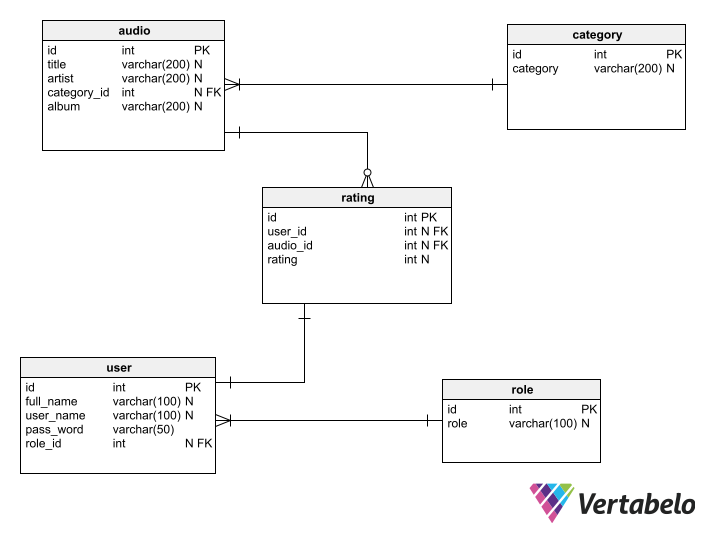 audio
id int PK
title varchar(200) N
artist varchar(200) N
category_id int N FK
album varchar(200) N
category
id int PK
category varchar(200) N
rating
id int PK
user_id int N FK
audio_id int N FK
rating int N
user
id int PK
full_name varchar(100) N
user_name varchar(100) N
pass_word varchar(50)
role_id int N FK
role
id int PK
role varchar(100) N
Vertabelo